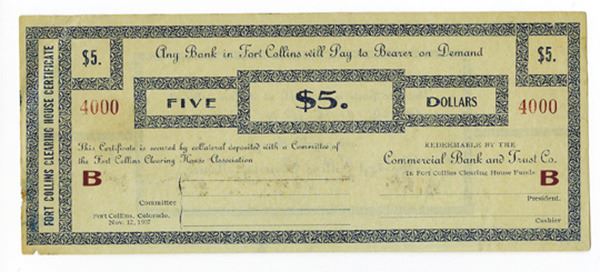 FORT COLLINS CLEARING HOUSE CERTIFICATE
$5.
Any Bank in Fort Collins will Pay to Bearer on Demand
$5.
4000
FIVE
$5.
DOLLARS
4000
This Certificate is secured by collateral deposited with a Committee of
the Fort Collins Clearing House Association
REDEEMABLE BY THE
Commercial Bank and Trust Co.
In Fort Collins Clearing House Funds
B
B
Committee
President.
Fort Collins, Colorado,
Nov. 12, 1907
Cashier